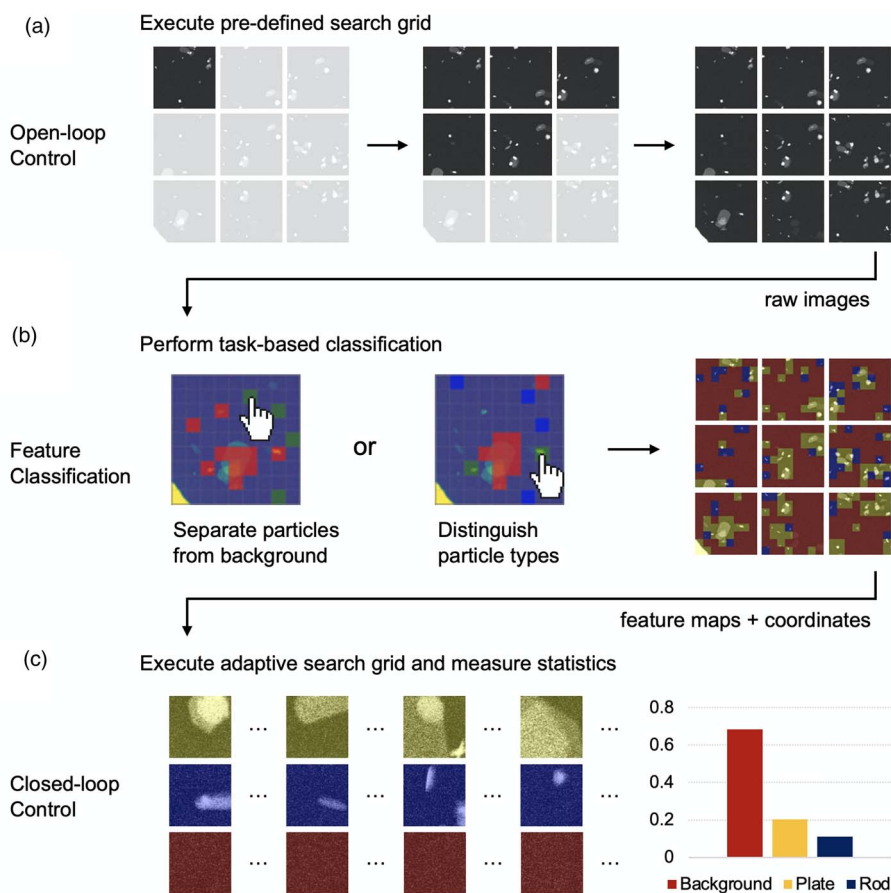 (a)
Execute pre-defined search grid
Open-loop
Control
raw images
(b)
Perform task-based classification
Feature
Classification
or
Separate particles
from background
Distinguish
particle types
feature maps + coordinates
(c)
Execute adaptive search grid and measure statistics
Closed-loop
Control
... ... ... ...
... ... ... ...
... ... ... ...
0.8
0.6
0.4
0.2
0
Background Plate Rod